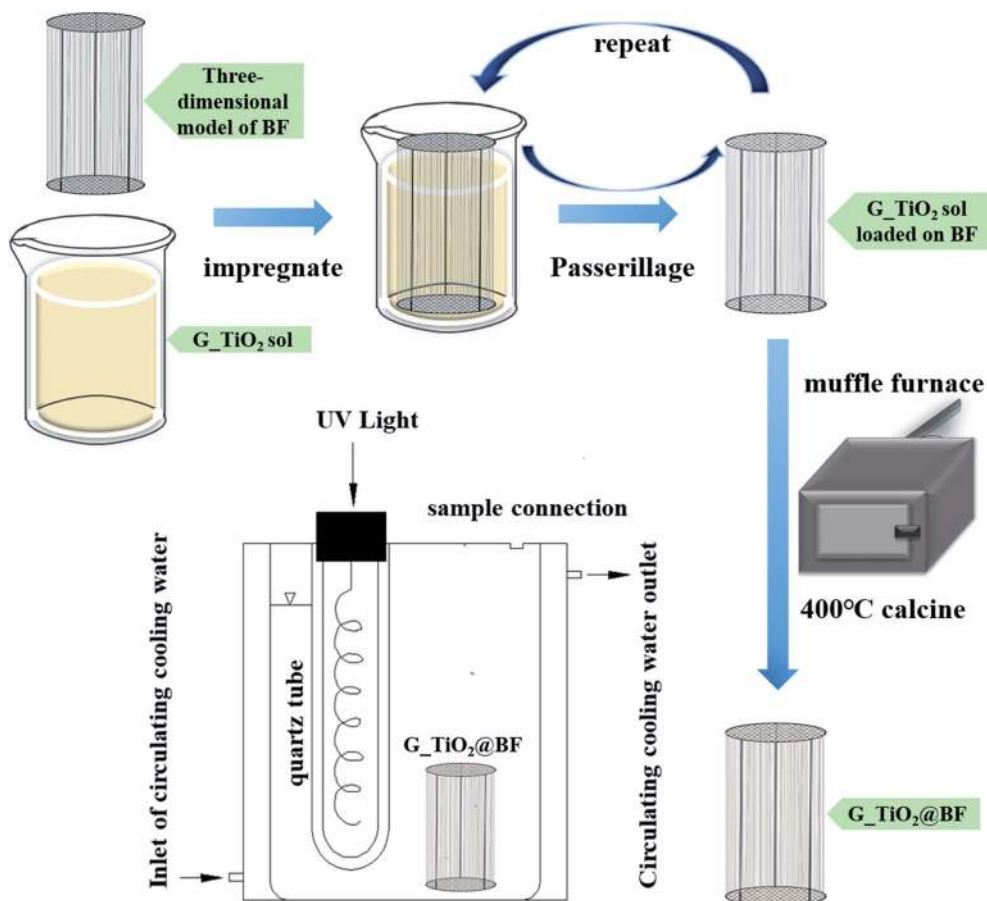 Three-
dimensional
model of BF
repeat
impregnate
Passerillage
G_TiO₂ sol
loaded on BF
G_TiO₂ sol
muffle furnace
400°C calcine
UV Light
sample connection
Inlet of circulating cooling water
quartz tube
G_TiO₂@BF
Circulating cooling water outlet
G_TiO₂@BF